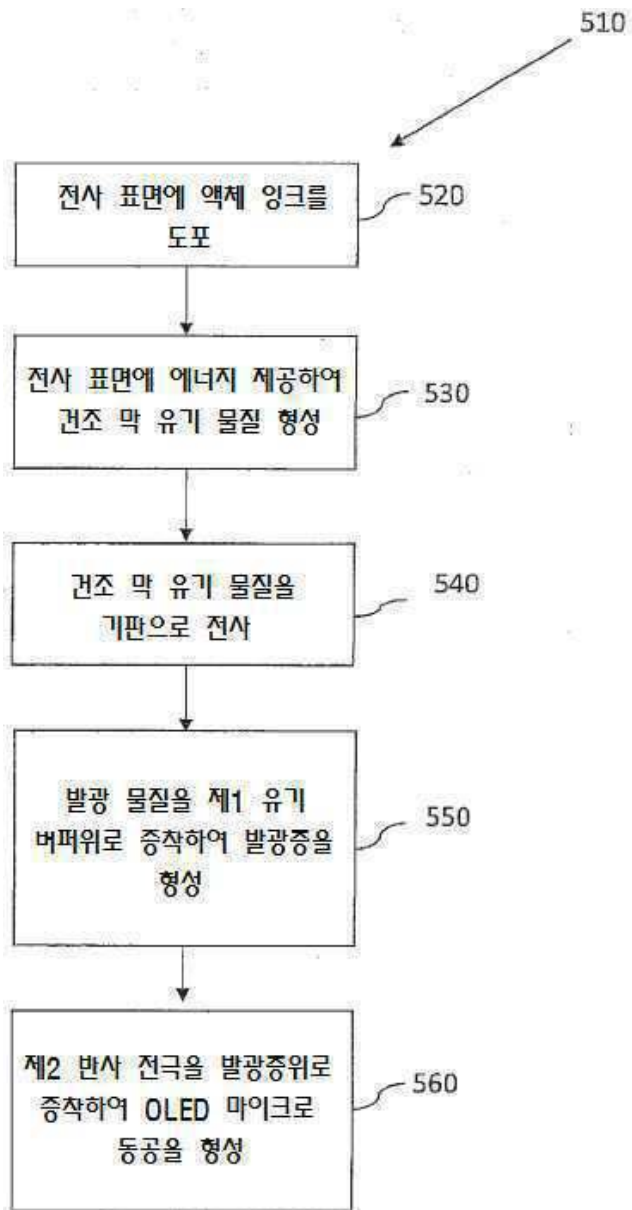 510
전사 표면에 액체 잉크를
도포
520
전사 표면에 에너지 제공하여
건조 막 유기 물질 형성
530
건조 막 유기 물질을
기판으로 전사
540
발광 물질을 제1 유기
버퍼위로 증착하여 발광층을
형성
550
제2 반사 전극을 발광층위로
증착하여 OLED 마이크로
동공을 형성
560